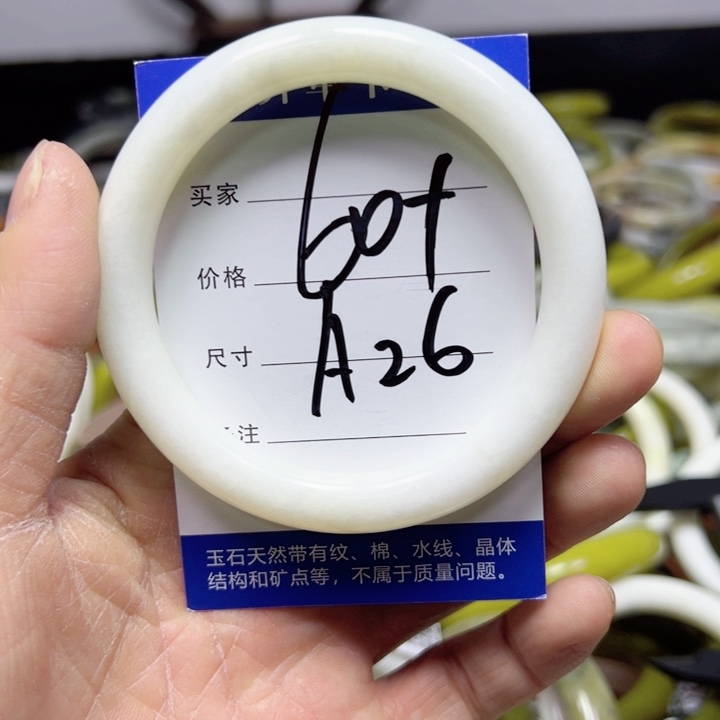 买家
Lot
价格
A26
尺寸
注
玉石天然带有纹、棉、水线、晶体
结构和矿点等，不属于质量问题。